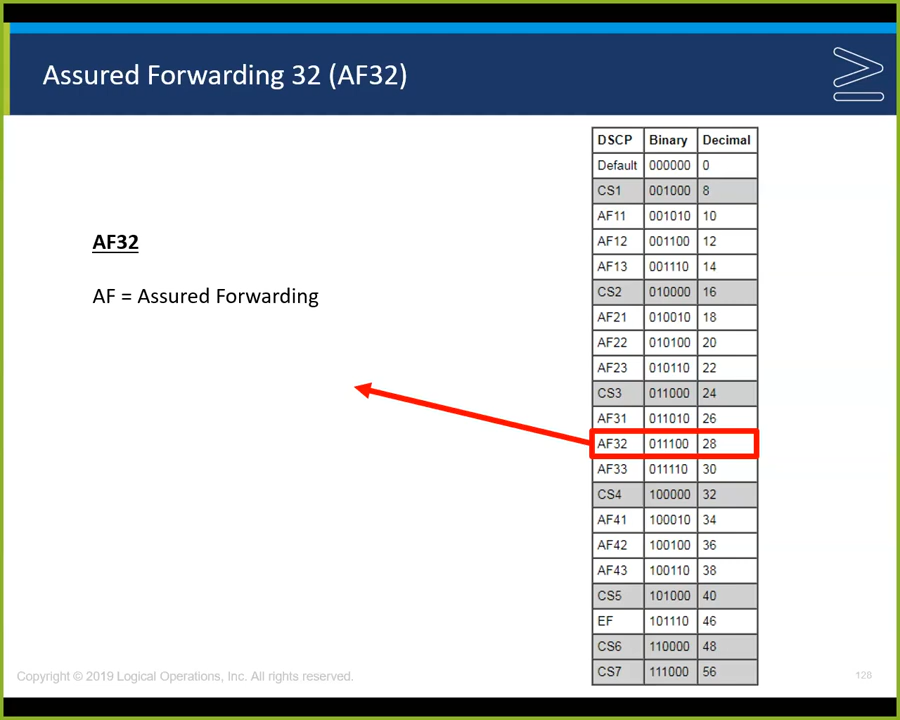 Assured Forwarding 32 (AF32)
AF32
AF = Assured Forwarding
DSCP Binary Decimal
Default 000000 0
CS1 001000 8
AF11 001010 10
AF12 001100 12
AF13 001110 14
CS2 010000 16
AF21 010010 18
AF22 010100 20
AF23 010110 22
CS3 011000 24
AF31 011010 26
AF32 011100 28
AF33 011110 30
CS4 100000 32
AF41 100010 34
AF42 100100 36
AF43 100110 38
CS5 101000 40
EF 101110 46
CS6 110000 48
CS7 111000 56
Copyright © 2019 Logical Operations, Inc. All rights reserved.
128